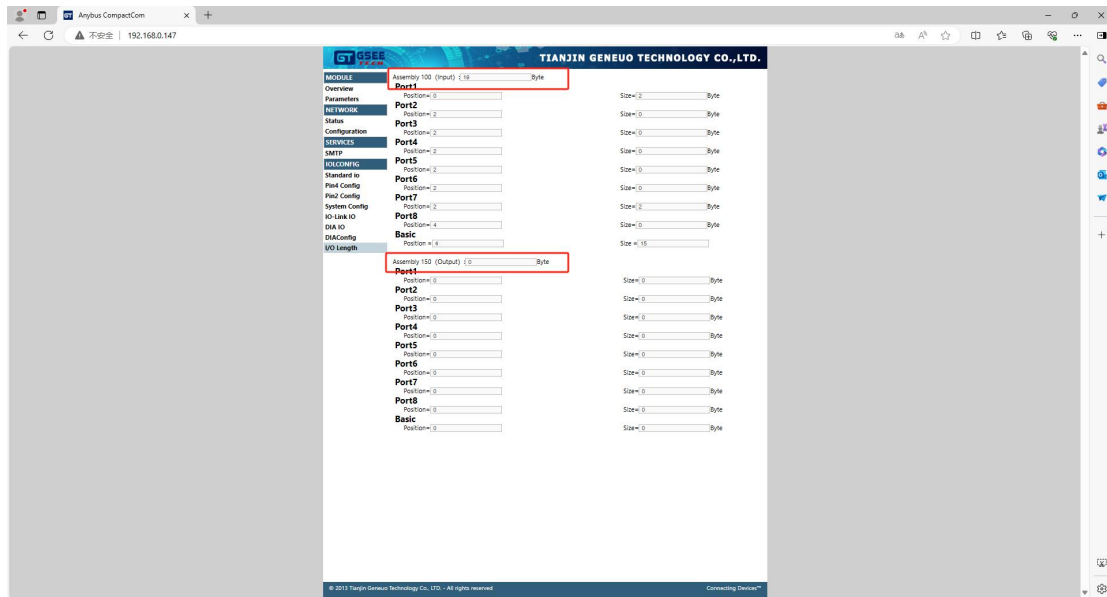 Anybus CompactCom
不安全 | 192.168.0.147
GT GSEE TECH
TIANJIN GENEUO TECHNOLOGY CO.,LTD.
MODULE
Overview
Parameters
NETWORK
Status
Configuration
SERVICES
SMTP
IOLCONFIG
Standard io
Pin4 Config
Pin2 Config
System Config
IO-Link IO
DIA IO
DIAConfig
I/O Length
Assembly 100 (Input) : 19 Byte
Port1
Position= 0 Size= 2 Byte
Port2
Position= 2 Size= 0 Byte
Port3
Position= 2 Size= 0 Byte
Port4
Position= 2 Size= 0 Byte
Port5
Position= 2 Size= 0 Byte
Port6
Position= 2 Size= 0 Byte
Port7
Position= 2 Size= 2 Byte
Port8
Position= 4 Size= 0 Byte
Basic
Position = 4 Size = 15
Assembly 150 (Output) : 0 Byte
Port1
Position= 0 Size= 0 Byte
Port2
Position= 0 Size= 0 Byte
Port3
Position= 0 Size= 0 Byte
Port4
Position= 0 Size= 0 Byte
Port5
Position= 0 Size= 0 Byte
Port6
Position= 0 Size= 0 Byte
Port7
Position= 0 Size= 0 Byte
Port8
Position= 0 Size= 0 Byte
Basic
Position= 0 Size= 0 Byte
© 2013 Tianjin Geneuo Technology Co., LTD. - All rights reserved Connecting Devices™